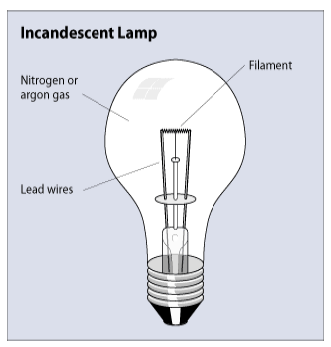 Incandescent Lamp
Filament
Nitrogen or
argon gas
Lead wires